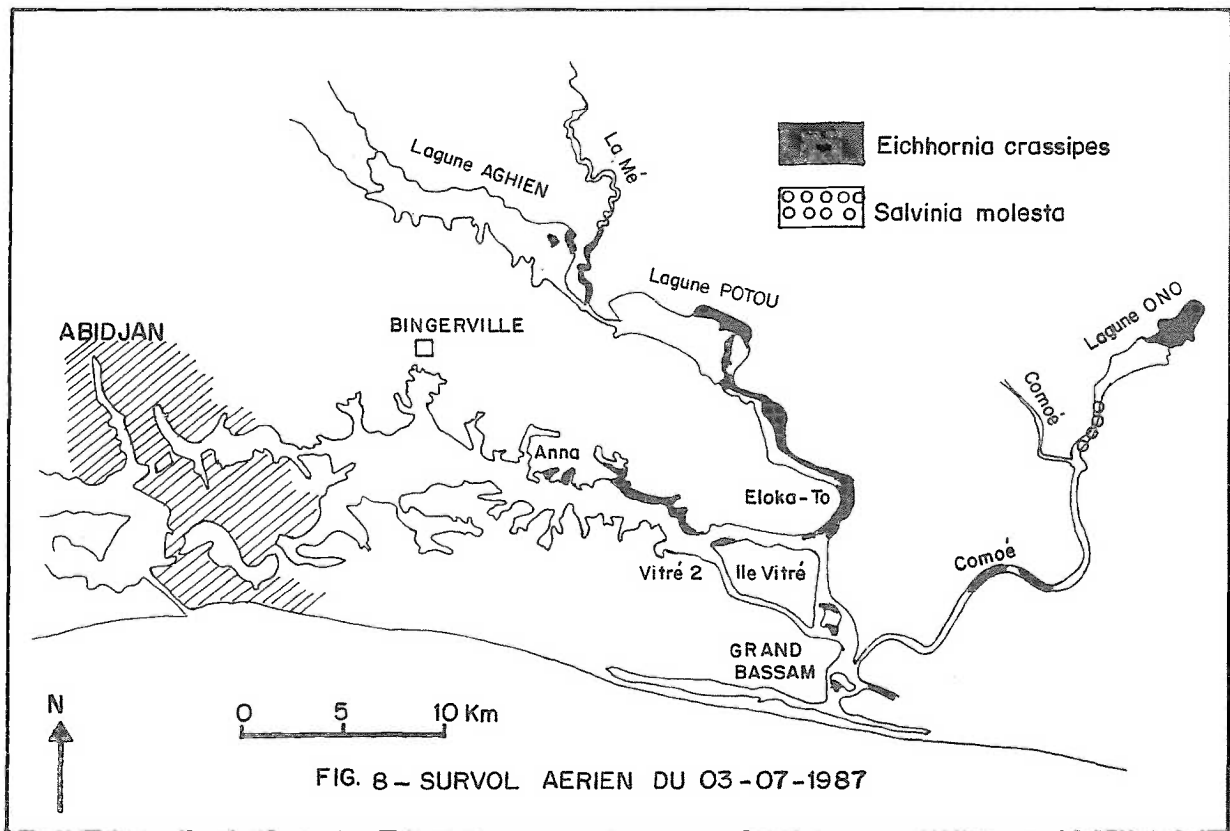 Lagune AGHIEN
La Mé
Eichhornia crassipes
Salvinia molesta
Lagune POTOU
Lagune ONO
ABIDJAN
BINGERVILLE
Comoé
Anna
Eloka-To
Vitré 2
Ile Vitré
Comoé
GRAND
BASSAM
N
0 5 10 Km
FIG. 8 - SURVOL AERIEN DU 03-07-1987